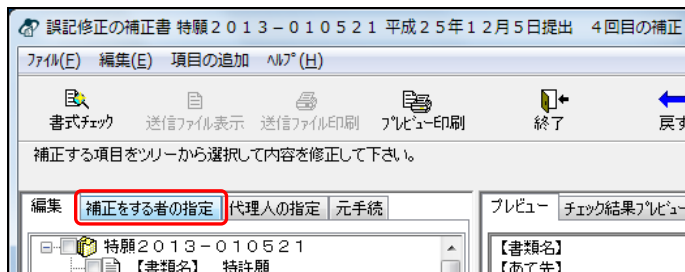 誤記修正の補正書 特願２０１３－０１０５２１ 平成２５年１２月５日提出 ４回目の補正
ﾌｧｲﾙ(F) 編集(E) 項目の追加 ﾍﾙﾌﾟ(H)
書式ﾁｪｯｸ 送信ﾌｧｲﾙ表示 送信ﾌｧｲﾙ印刷 ﾌﾟﾚﾋﾞｭｰ印刷 終了 戻す
補正する項目をツリーから選択して内容を修正して下さい。
編集 補正をする者の指定 代理人の指定 元手続 プレビュー チェック結果ﾌﾟﾚﾋﾞｭｰ
特願２０１３－０１０５２１ 【書類名】
【書類名】 特許願 【あて先】